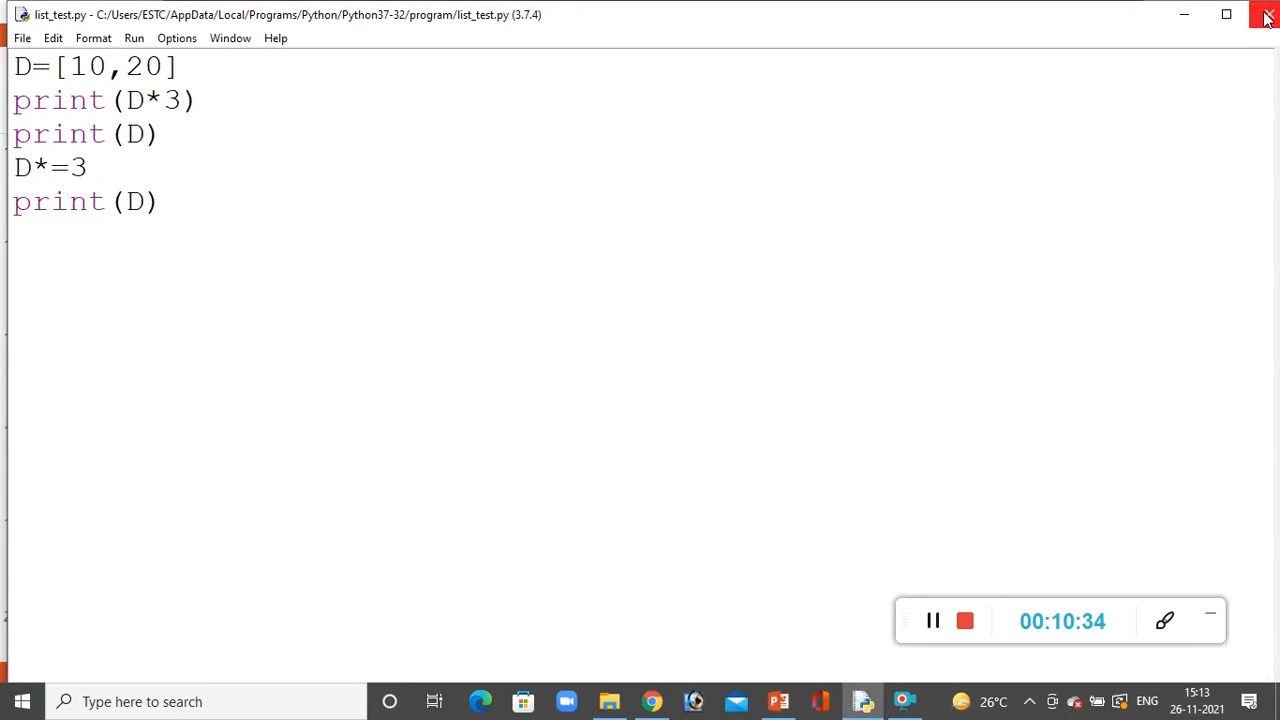 list_test.py - C:/Users/ESTC/AppData/Local/Programs/Python/Python37-32/program/list_test.py (3.7.4)
File Edit Format Run Options Window Help
D=[10,20]
print(D*3)
print(D)
D*=3
print(D)
00:10:34
Type here to search
26°C
ENG
15:13
26-11-2021